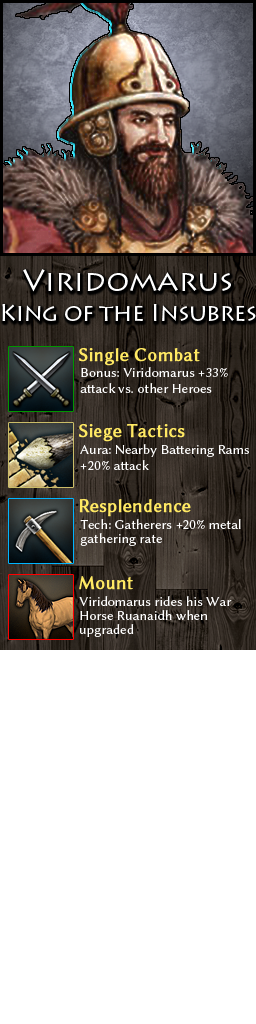 Viridomarus
King of the Insubres
Single Combat
Bonus: Viridomarus +33%
attack vs. other Heroes
Siege Tactics
Aura: Nearby Battering Rams
+20% attack
Resplendence
Tech: Gatherers +20% metal
gathering rate
Mount
Viridomarus rides his War
Horse Ruanaidh when
upgraded